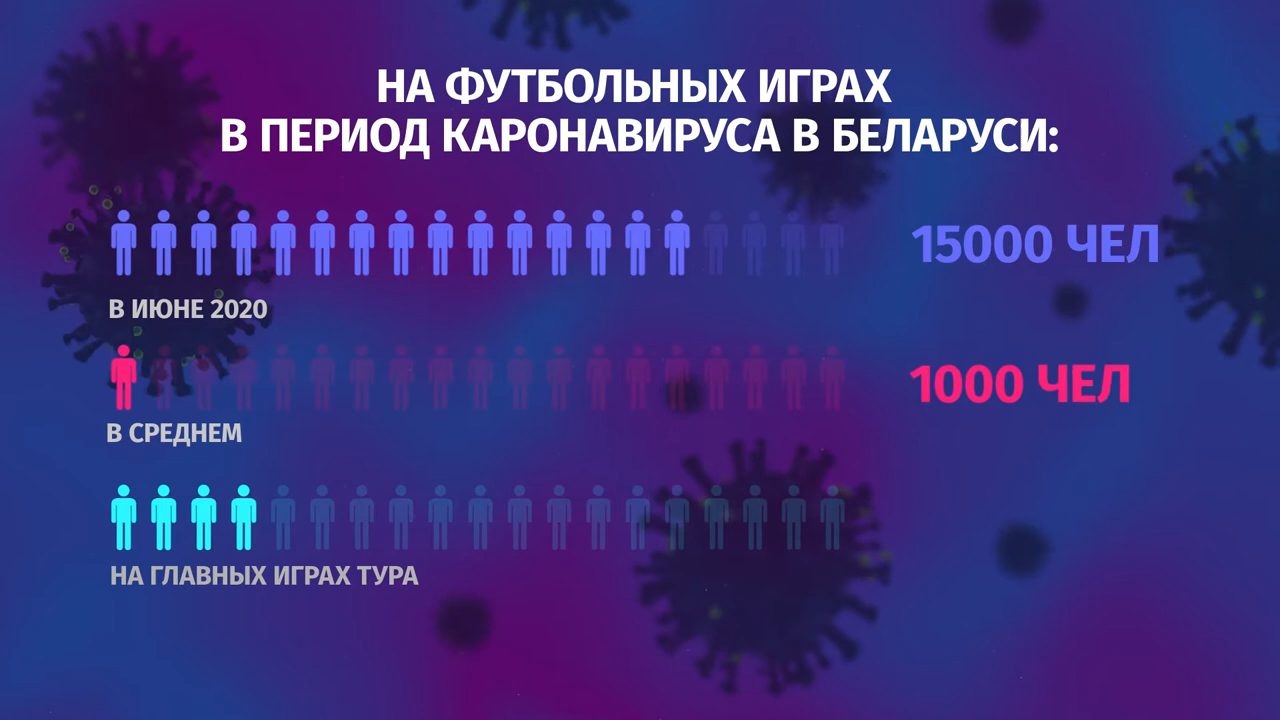 НА ФУТБОЛЬНЫХ ИГРАХ
В ПЕРИОД КАРОНАВИРУСА В БЕЛАРУСИ:
15000 ЧЕЛ
В ИЮНЕ 2020
1000 ЧЕЛ
В СРЕДНЕМ
НА ГЛАВНЫХ ИГРАХ ТУРА